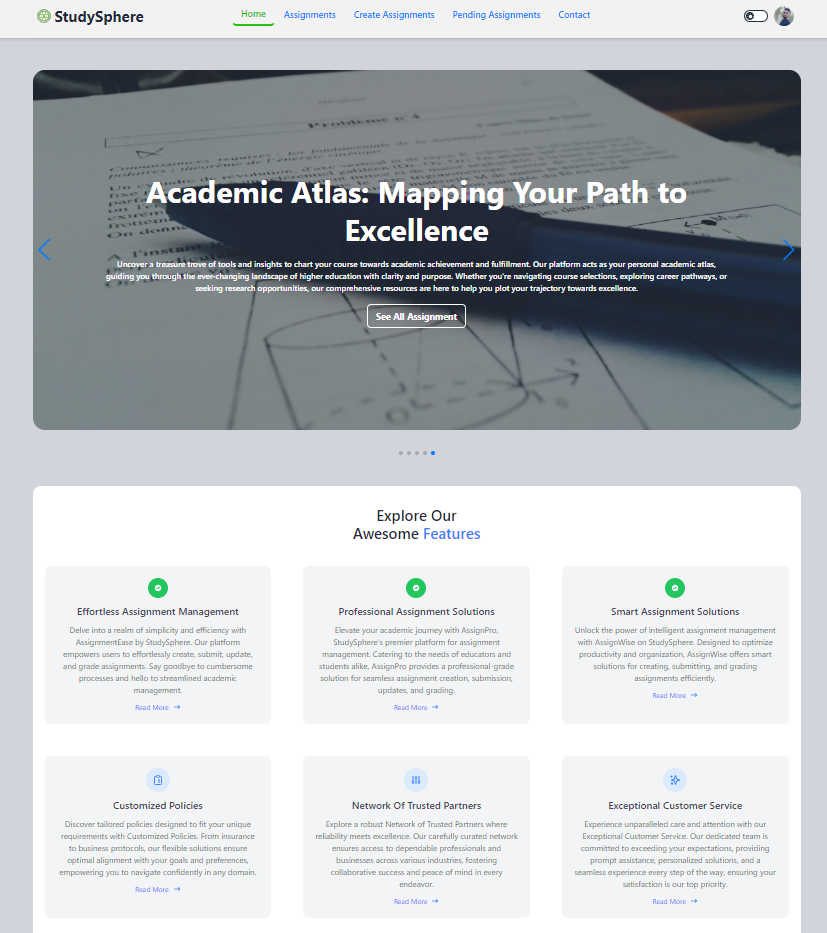 StudySphere
Home
Assignments
Create Assignments
Pending Assignments
Contact
Problème n°4
Academic Atlas: Mapping Your Path to
Excellence
Uncover a treasure trove of tools and insights to chart your course towards academic achievement and fulfillment. Our platform acts as your personal academic atlas,
guiding you through the ever-changing landscape of higher education with clarity and purpose. Whether you're navigating course selections, exploring career pathways, or
seeking research opportunities, our comprehensive resources are here to help you plot your trajectory towards excellence.
See All Assignment
Explore Our
Awesome Features
Effortless Assignment Management
Delve into a realm of simplicity and efficiency with
AssignmentEase by StudySphere. Our platform
empowers users to effortlessly create, submit, update,
and grade assignments. Say goodbye to cumbersome
processes and hello to streamlined academic
management.
Read More →
Professional Assignment Solutions
Elevate your academic journey with AssignPro,
StudySphere's premier platform for assignment
management. Catering to the needs of educators and
students alike, AssignPro provides a professional-grade
solution for seamless assignment creation, submission,
updates, and grading.
Read More →
Smart Assignment Solutions
Unlock the power of intelligent assignment management
with AssignWise on StudySphere. Designed to optimize
productivity and organization, AssignWise offers smart
solutions for creating, submitting, and grading
assignments efficiently.
Read More →
Customized Policies
Discover tailored policies designed to fit your unique
requirements with Customized Policies. From insurance
to business protocols, our flexible solutions ensure
optimal alignment with your goals and preferences,
empowering you to navigate confidently in any domain.
Read More →
Network Of Trusted Partners
Explore a robust Network of Trusted Partners where
reliability meets excellence. Our carefully curated network
ensures access to dependable professionals and
businesses across various industries, fostering
collaborative success and peace of mind in every
endeavor.
Read More →
Exceptional Customer Service
Experience unparalleled care and attention with our
Exceptional Customer Service. Our dedicated team is
committed to exceeding your expectations, providing
prompt assistance, personalized solutions, and a
seamless experience every step of the way, ensuring your
satisfaction is our top priority.
Read More →